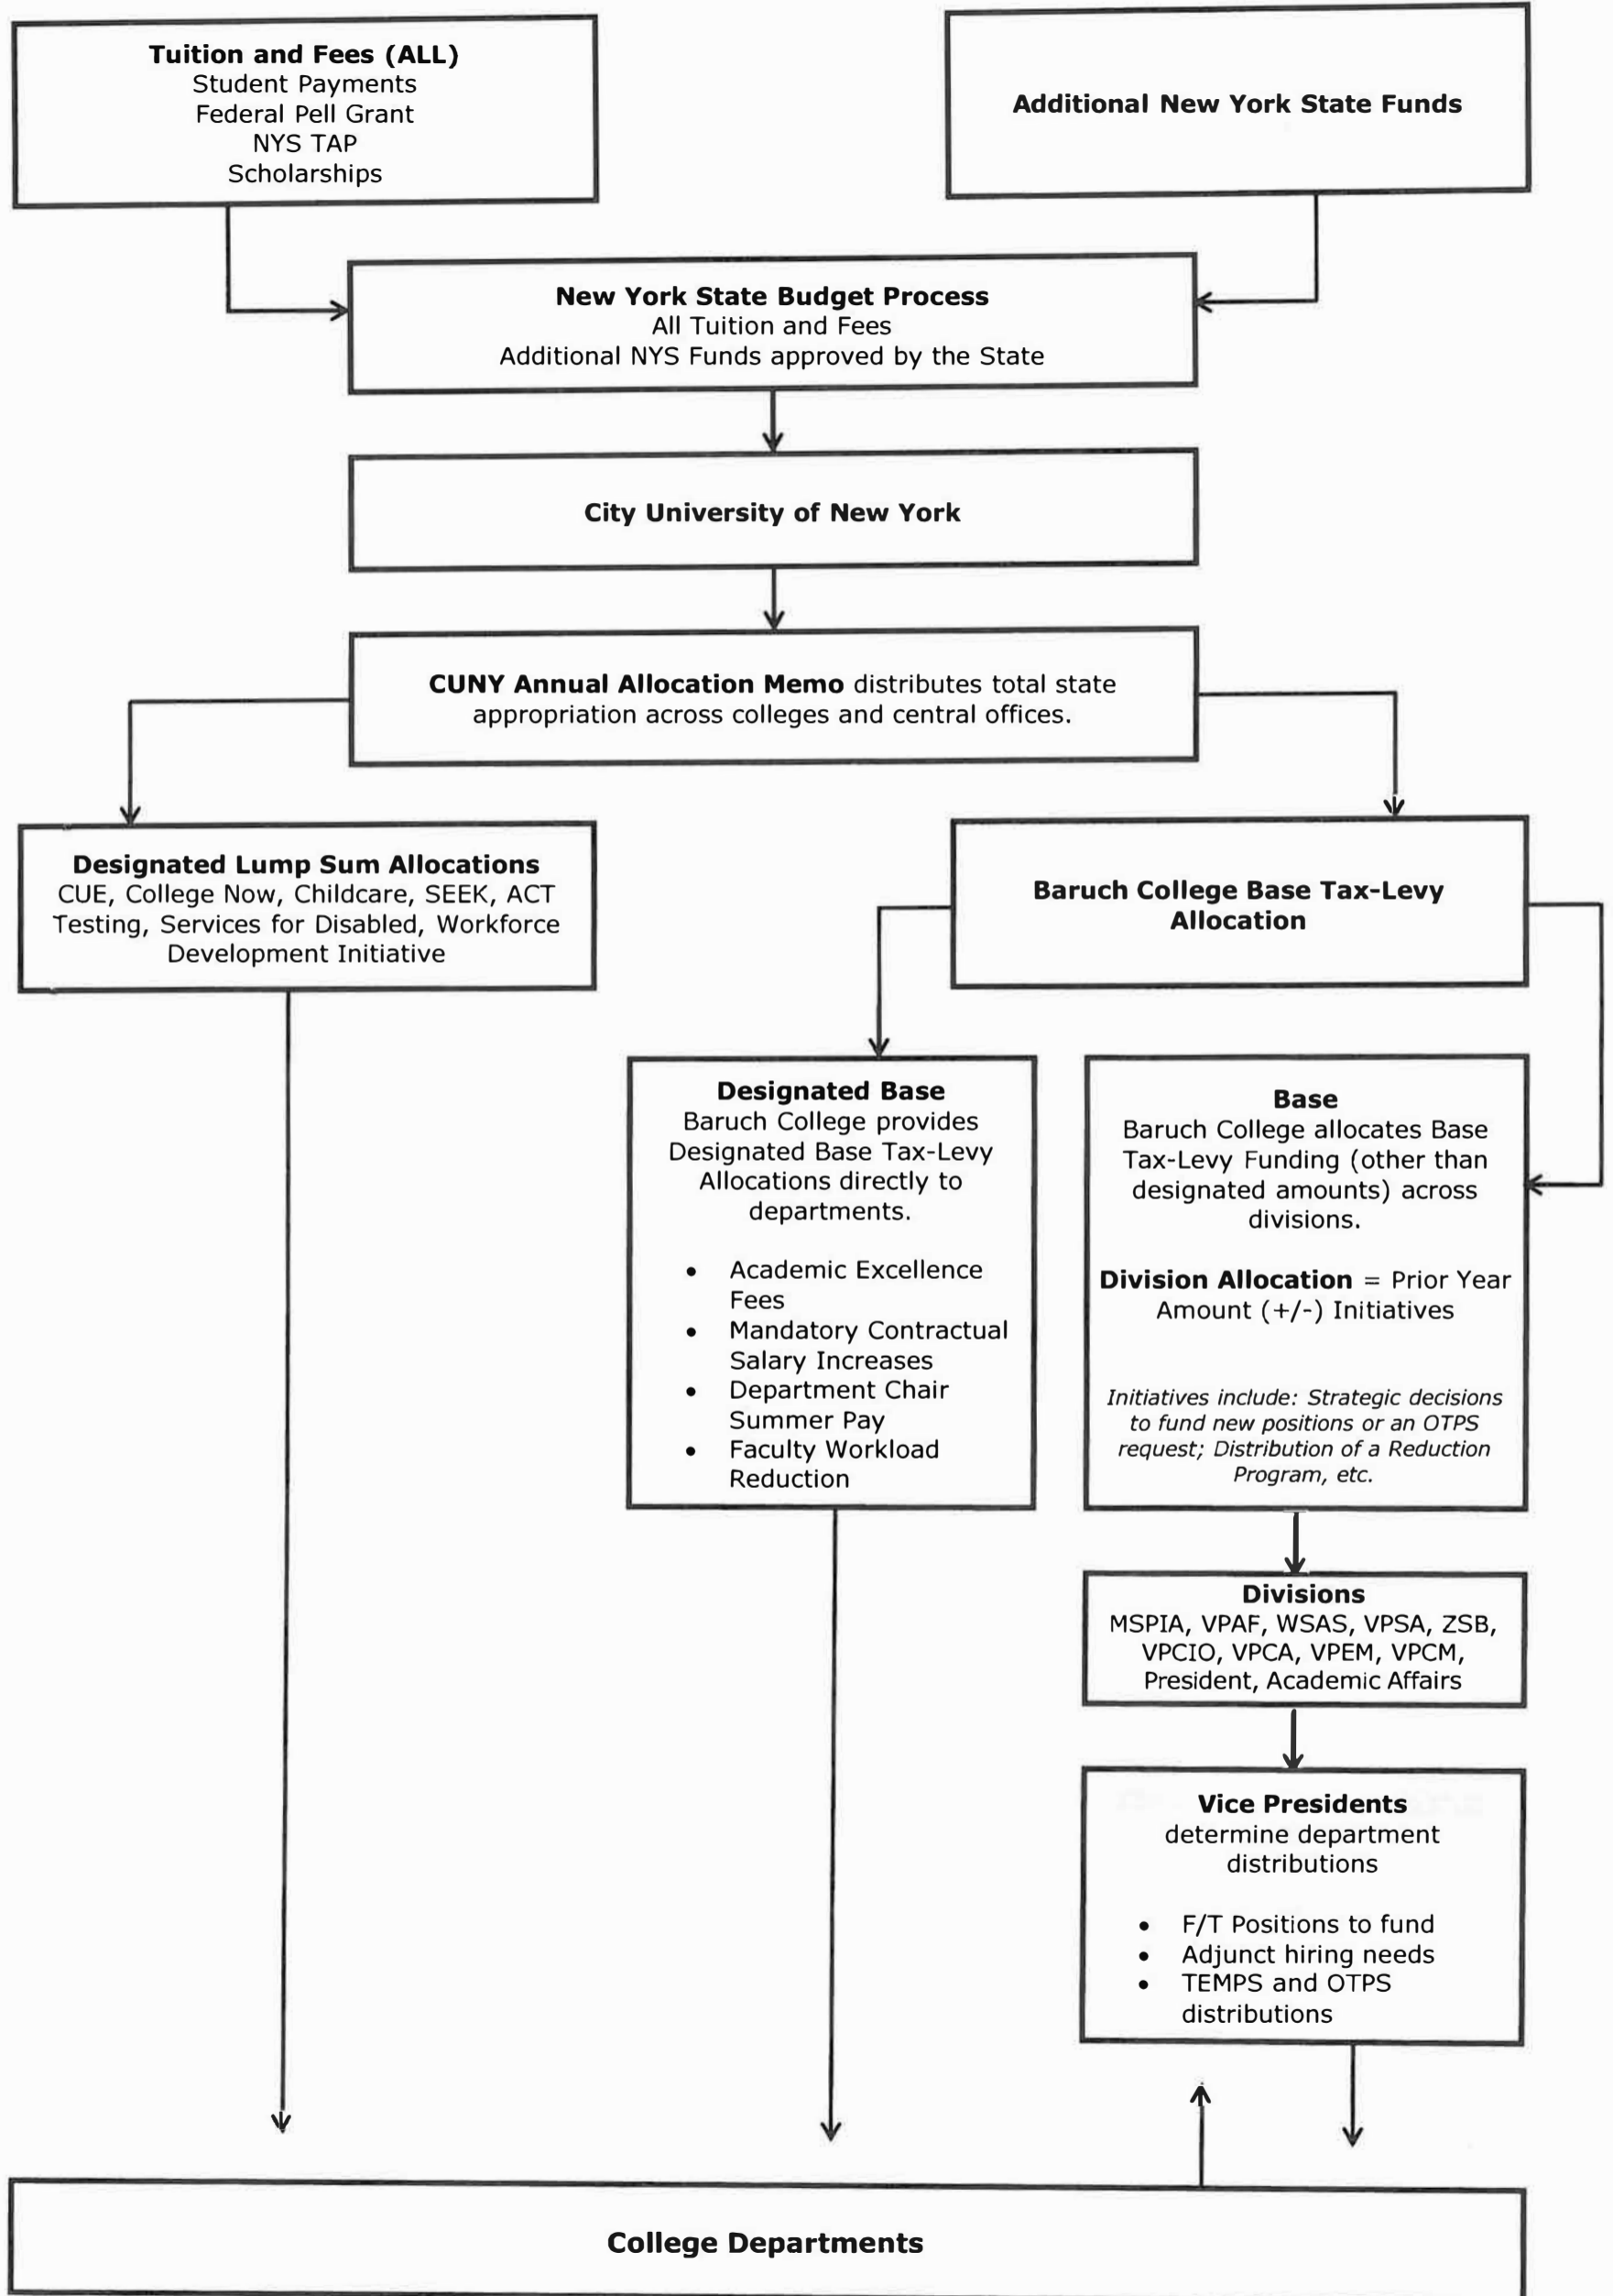 Tuition and Fees (ALL)
Student Payments
Federal Pell Grant
NYS TAP
Scholarships
Additional New York State Funds
New York State Budget Process
All Tuition and Fees
Additional NYS Funds approved by the State
City University of New York
CUNY Annual Allocation Memo distributes total state
appropriation across colleges and central offices.
Designated Lump Sum Allocations
CUE, College Now, Childcare, SEEK, ACT
Testing, Services for Disabled, Workforce
Development Initiative
Baruch College Base Tax-Levy
Allocation
Designated Base
Baruch College provides
Designated Base Tax-Levy
Allocations directly to
departments.
• Academic Excellence
Fees
• Mandatory Contractual
Salary Increases
• Department Chair
Summer Pay
• Faculty Workload
Reduction
Base
Baruch College allocates Base
Tax-Levy Funding (other than
designated amounts) across
divisions.
Division Allocation = Prior Year
Amount (+/-) Initiatives
Initiatives include: Strategic decisions
to fund new positions or an OTPS
request; Distribution of a Reduction
Program, etc.
Divisions
MSPIA, VPAF, WSAS, VPSA, ZSB,
VPCIO, VPCA, VPEM, VPCM,
President, Academic Affairs
Vice Presidents
determine department
distributions
• F/T Positions to fund
• Adjunct hiring needs
• TEMPS and OTPS
distributions
College Departments